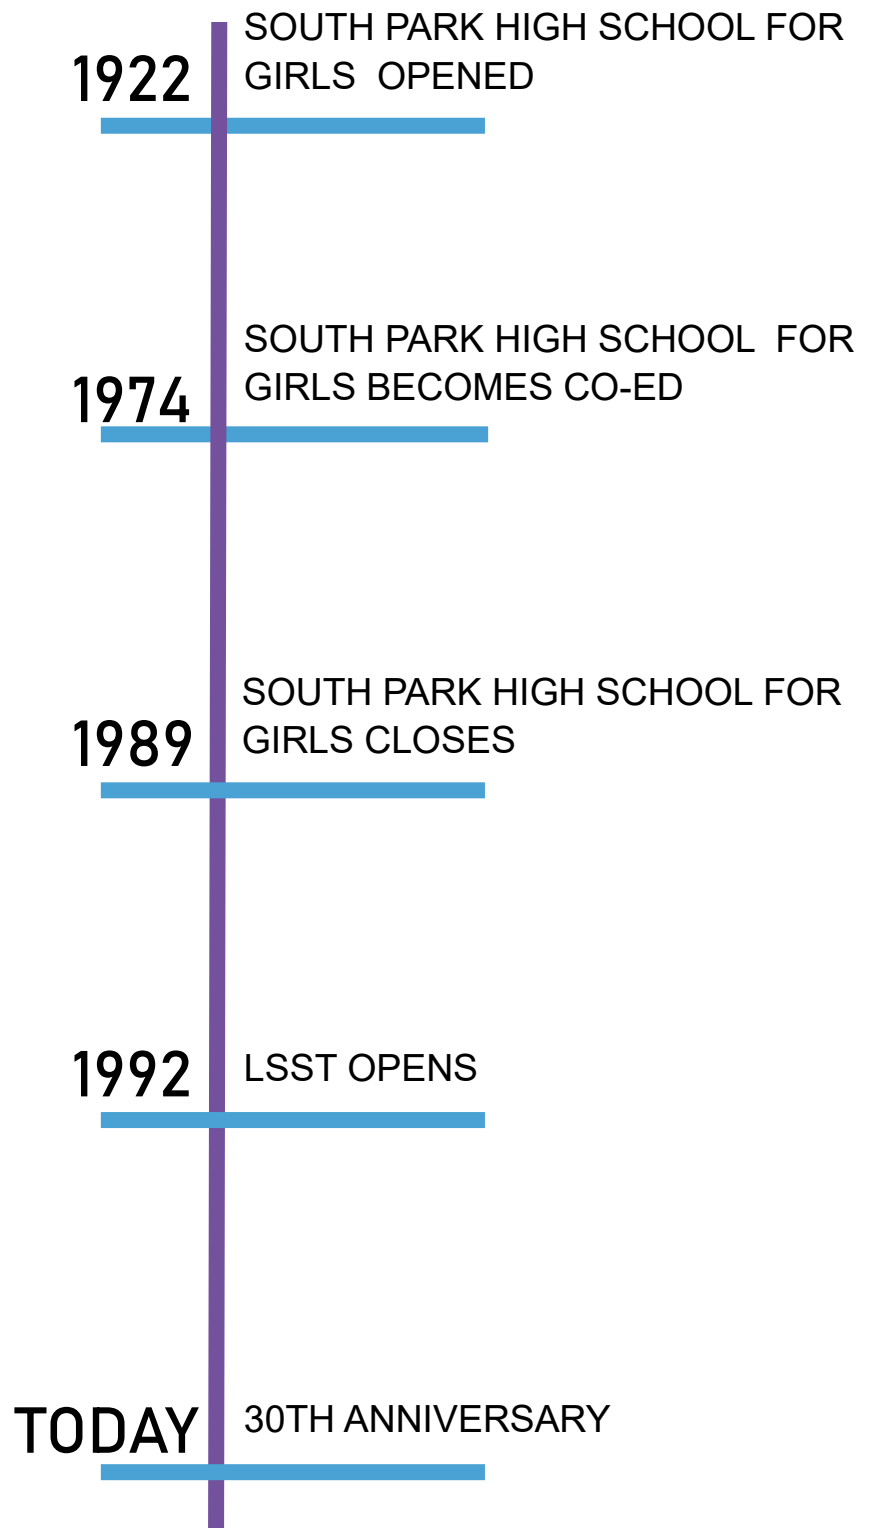 1922
SOUTH PARK HIGH SCHOOL FOR
GIRLS  OPENED
1974
SOUTH PARK HIGH SCHOOL  FOR
GIRLS BECOMES CO-ED
1989
SOUTH PARK HIGH SCHOOL FOR
GIRLS CLOSES
1992
LSST OPENS
TODAY
30TH ANNIVERSARY